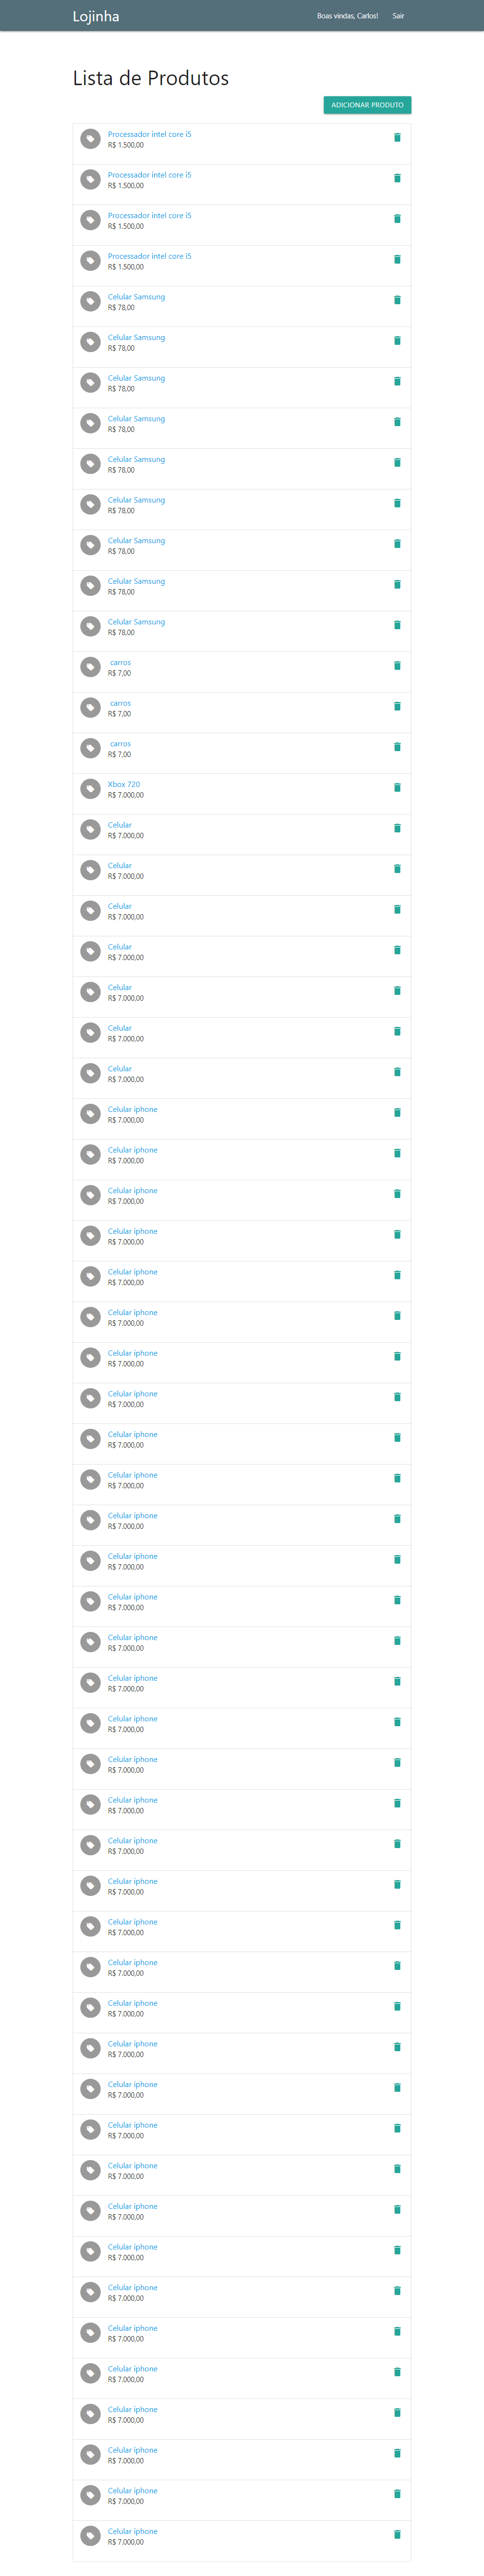 Lojinha Boas vindas, Carlos! Sair
Lista de Produtos
ADICIONAR PRODUTO
Processador intel core i5
R$ 1.500,00
Processador intel core i5
R$ 1.500,00
Processador intel core i5
R$ 1.500,00
Processador intel core i5
R$ 1.500,00
Celular Samsung
R$ 78,00
Celular Samsung
R$ 78,00
Celular Samsung
R$ 78,00
Celular Samsung
R$ 78,00
Celular Samsung
R$ 78,00
Celular Samsung
R$ 78,00
Celular Samsung
R$ 78,00
Celular Samsung
R$ 78,00
Celular Samsung
R$ 78,00
carros
R$ 7,00
carros
R$ 7,00
carros
R$ 7,00
Xbox 720
R$ 7.000,00
Celular
R$ 7.000,00
Celular
R$ 7.000,00
Celular
R$ 7.000,00
Celular
R$ 7.000,00
Celular
R$ 7.000,00
Celular
R$ 7.000,00
Celular
R$ 7.000,00
Celular iphone
R$ 7.000,00
Celular iphone
R$ 7.000,00
Celular iphone
R$ 7.000,00
Celular iphone
R$ 7.000,00
Celular iphone
R$ 7.000,00
Celular iphone
R$ 7.000,00
Celular iphone
R$ 7.000,00
Celular iphone
R$ 7.000,00
Celular iphone
R$ 7.000,00
Celular iphone
R$ 7.000,00
Celular iphone
R$ 7.000,00
Celular iphone
R$ 7.000,00
Celular iphone
R$ 7.000,00
Celular iphone
R$ 7.000,00
Celular iphone
R$ 7.000,00
Celular iphone
R$ 7.000,00
Celular iphone
R$ 7.000,00
Celular iphone
R$ 7.000,00
Celular iphone
R$ 7.000,00
Celular iphone
R$ 7.000,00
Celular iphone
R$ 7.000,00
Celular iphone
R$ 7.000,00
Celular iphone
R$ 7.000,00
Celular iphone
R$ 7.000,00
Celular iphone
R$ 7.000,00
Celular iphone
R$ 7.000,00
Celular iphone
R$ 7.000,00
Celular iphone
R$ 7.000,00
Celular iphone
R$ 7.000,00
Celular iphone
R$ 7.000,00
Celular iphone
R$ 7.000,00
Celular iphone
R$ 7.000,00
Celular iphone
R$ 7.000,00
Celular iphone
R$ 7.000,00
Celular iphone
R$ 7.000,00
Celular iphone
R$ 7.000,00